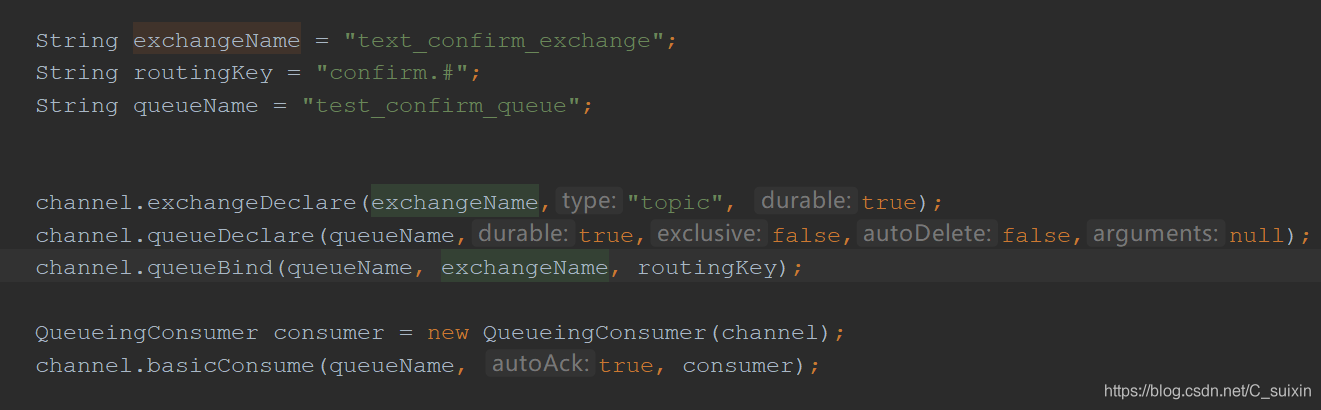 String exchangeName = "text_confirm_exchange";
String routingKey = "confirm.#";
String queueName = "test_confirm_queue";
channel.exchangeDeclare(exchangeName, type: "topic", durable: true);
channel.queueDeclare(queueName, durable: true, exclusive: false, autoDelete: false, arguments: null);
channel.queueBind(queueName, exchangeName, routingKey);
QueueingConsumer consumer = new QueueingConsumer(channel);
channel.basicConsume(queueName, autoAck: true, consumer);
https://blog.csdn.net/C_suixin